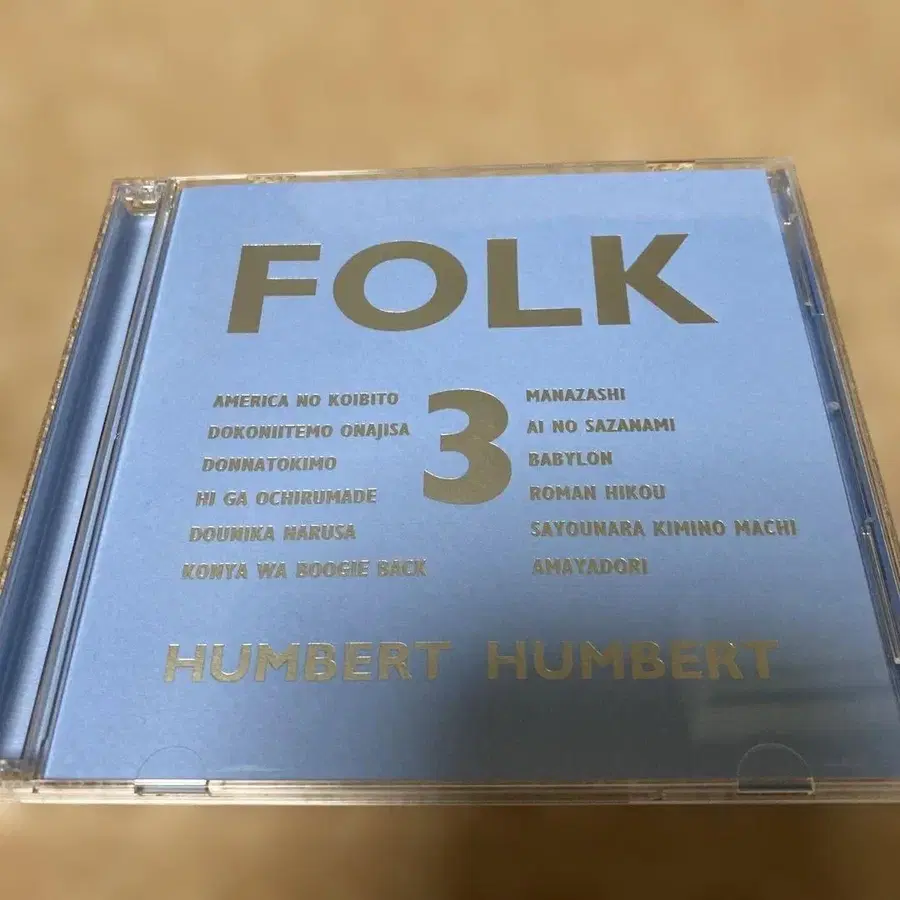 FOLK
3
AMERICA NO KOIBITO
DOKONIITEMO ONAJISA
DONNATOKIMO
HI GA OCHIRUMADE
DOUNIKA NARUSA
KONYA WA BOOGIE BACK
MANAZASHI
AI NO SAZANAMI
BABYLON
ROMAN HIKOU
SAYOUNARA KIMINO MACHI
AMAYADORI
HUMBERT HUMBERT